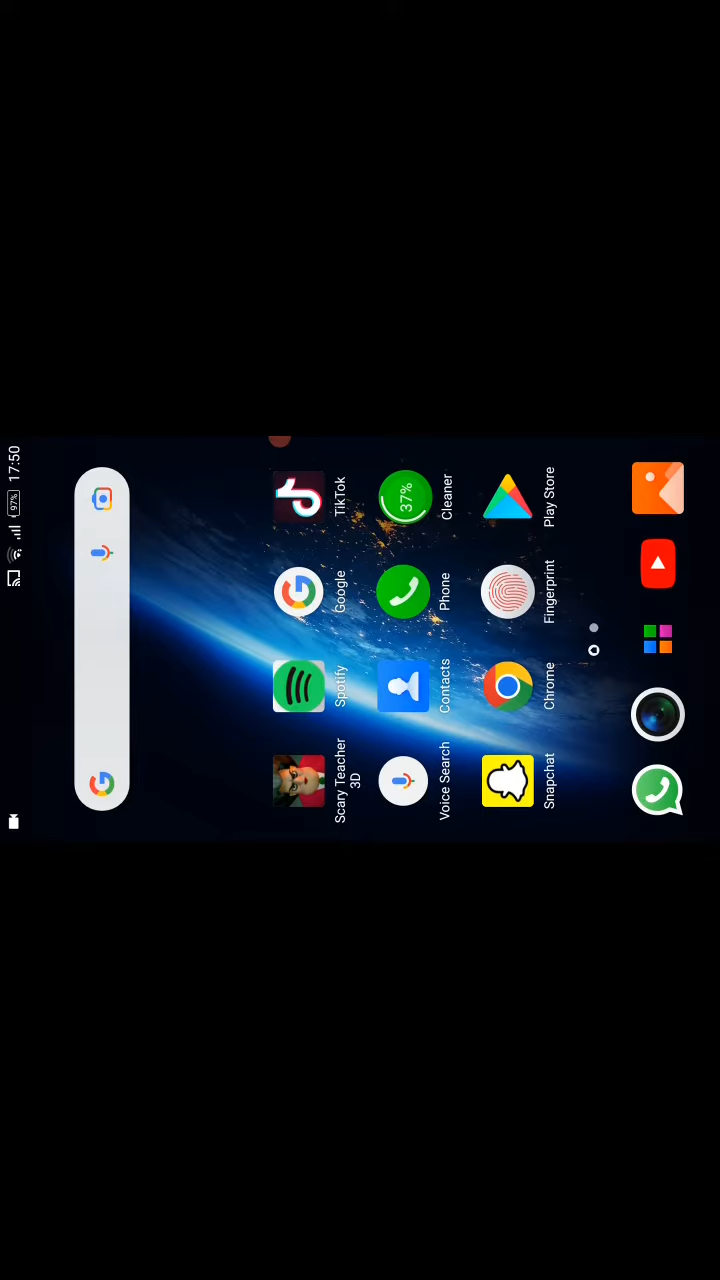 97% 17:50
Scary Teacher
3D
Spotify
Google
TikTok
Voice Search
Contacts
Phone
37%
Cleaner
Snapchat
Chrome
Fingerprint
Play Store